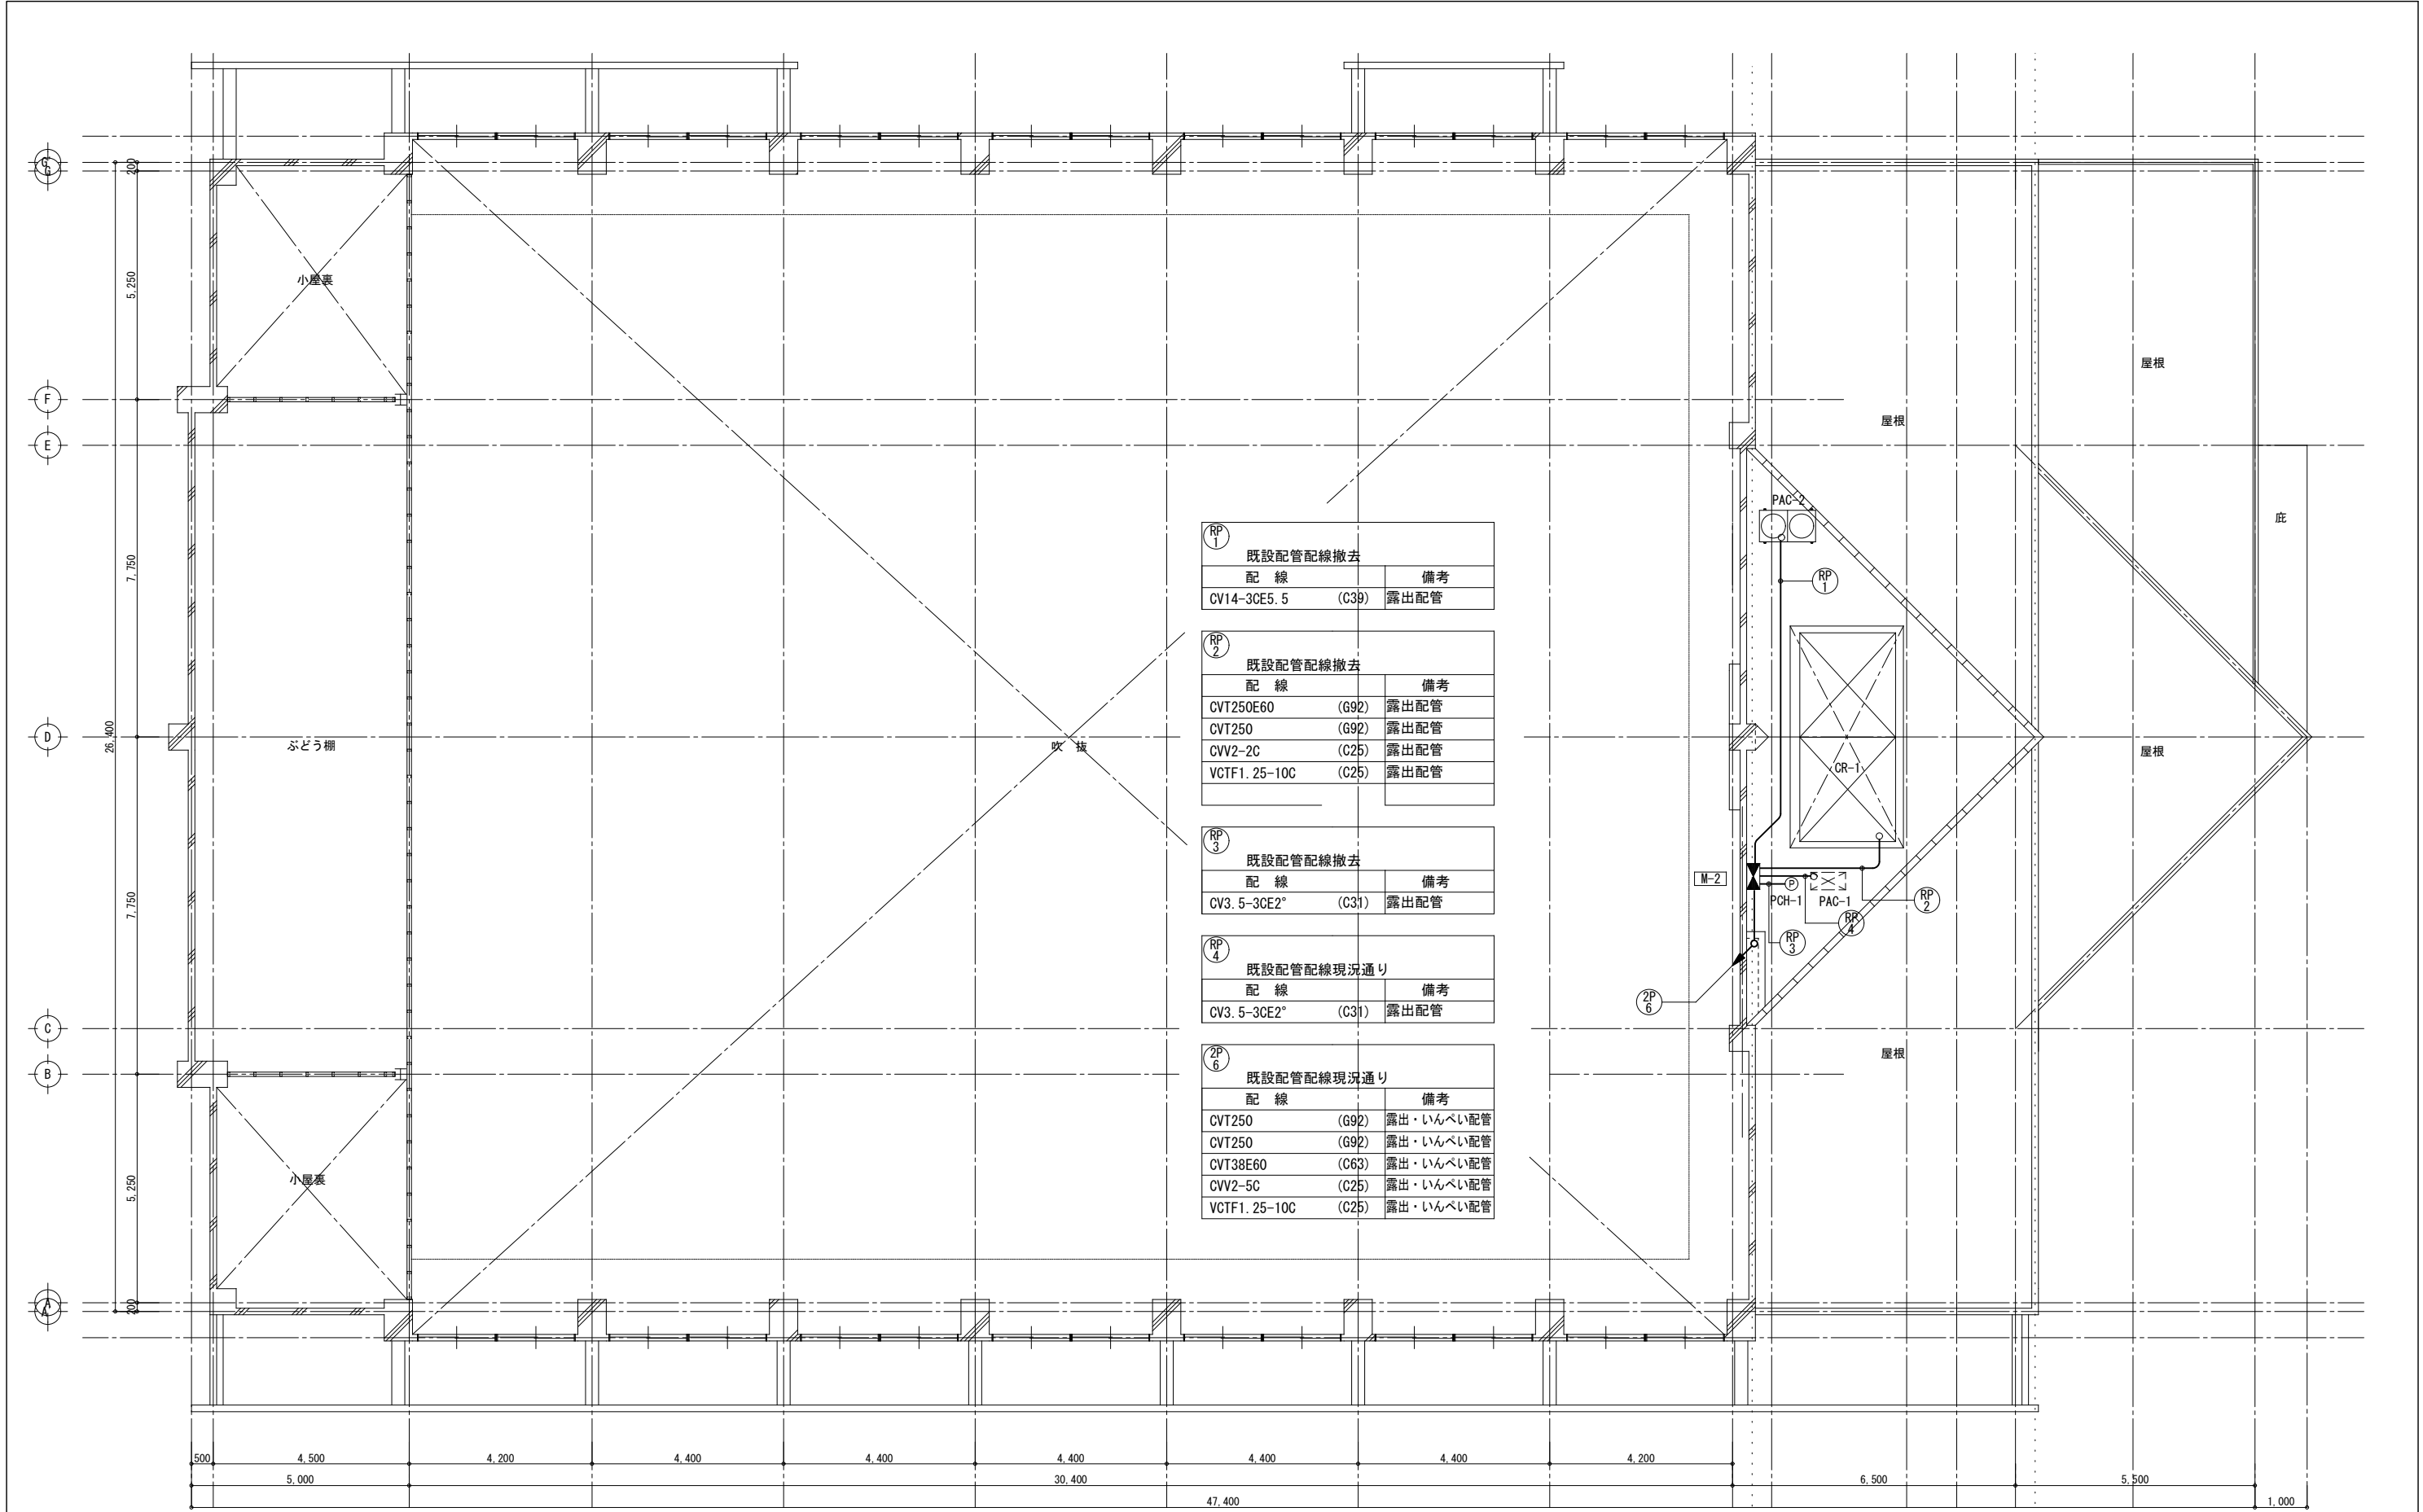 G'
G
F
E
D
C
B
A
A'
200
5,250
7,750
26,400
7,750
5,250
200
小屋裏
ぶどう棚
小屋裏
吹 抜
屋根
屋根
庇
屋根
屋根
PAC-2
RP
1
CR-1
M-2
PCH-1
P
PAC-1
RP
2
RP
4
RP
3
2P
6
RP
1
既設配管配線撤去
配 線 備考
CV14-3CE5.5 (C39) 露出配管
RP
2
既設配管配線撤去
配 線 備考
CVT250E60 (G92) 露出配管
CVT250 (G92) 露出配管
CVV2-2C (C25) 露出配管
VCTF1.25-10C (C25) 露出配管
RP
3
既設配管配線撤去
配 線 備考
CV3.5-3CE2° (C31) 露出配管
RP
4
既設配管配線現況通り
配 線 備考
CV3.5-3CE2° (C31) 露出配管
2P
6
既設配管配線現況通り
配 線 備考
CVT250 (G92) 露出・いんぺい配管
CVT250 (G92) 露出・いんぺい配管
CVT38E60 (C63) 露出・いんぺい配管
CVV2-5C (C25) 露出・いんぺい配管
VCTF1.25-10C (C25) 露出・いんぺい配管
500 4,500 4,200 4,400 4,400 4,400 4,400 4,400 4,200
5,000 30,400 6,500 5,500
47,400 1,000